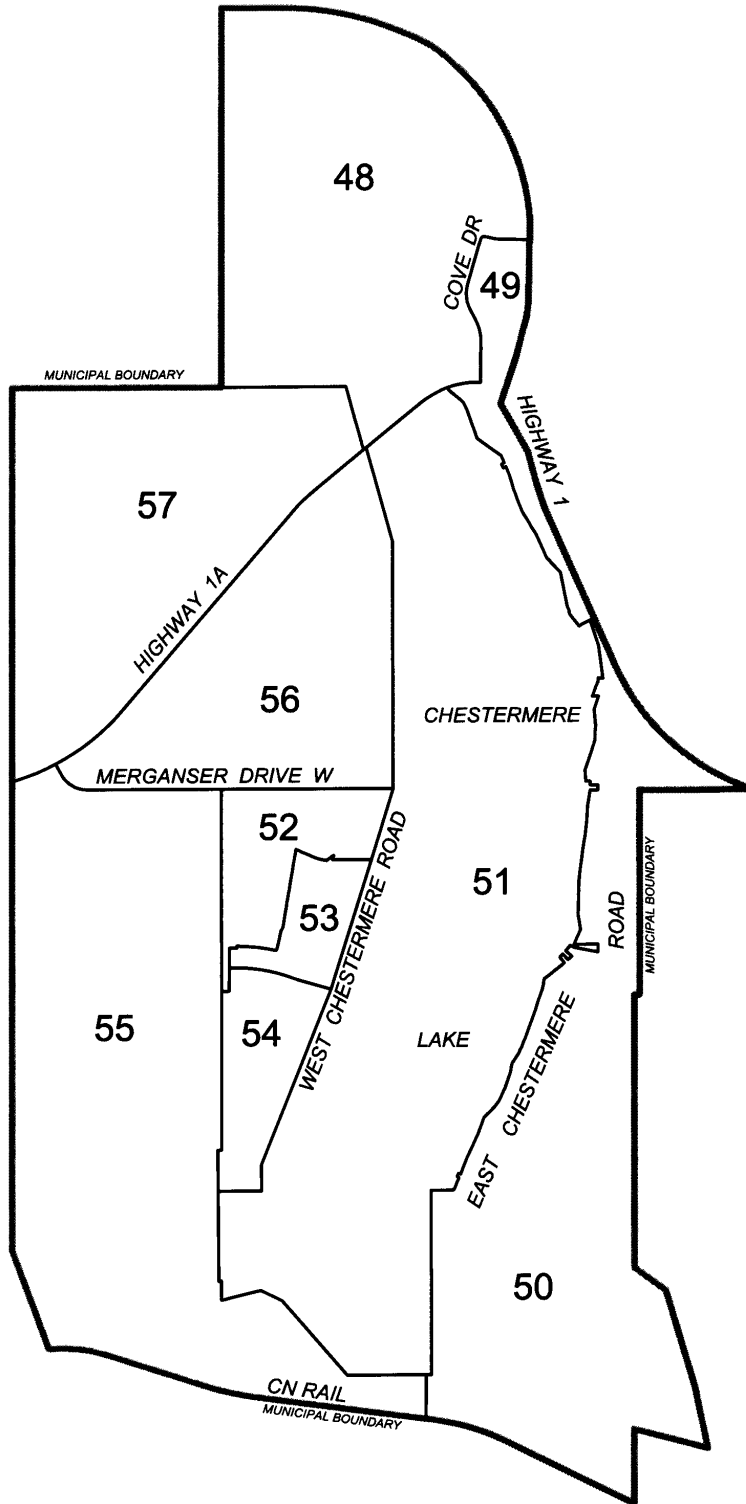 48
COVE DR
49
MUNICIPAL BOUNDARY
HIGHWAY 1
57
HIGHWAY 1A
56
CHESTERMERE
MERGANSER DRIVE W
52
WEST CHESTERMERE ROAD
51
53
ROAD
MUNICIPAL BOUNDARY
55
54
LAKE
EAST CHESTERMERE
50
CN RAIL
MUNICIPAL BOUNDARY